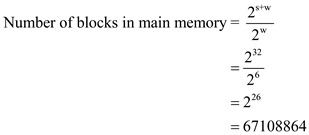 Number of blocks in main memory = 2^{s+w} / 2^{w}
= 2^{32} / 2^{6}
= 2^{26}
= 67108864